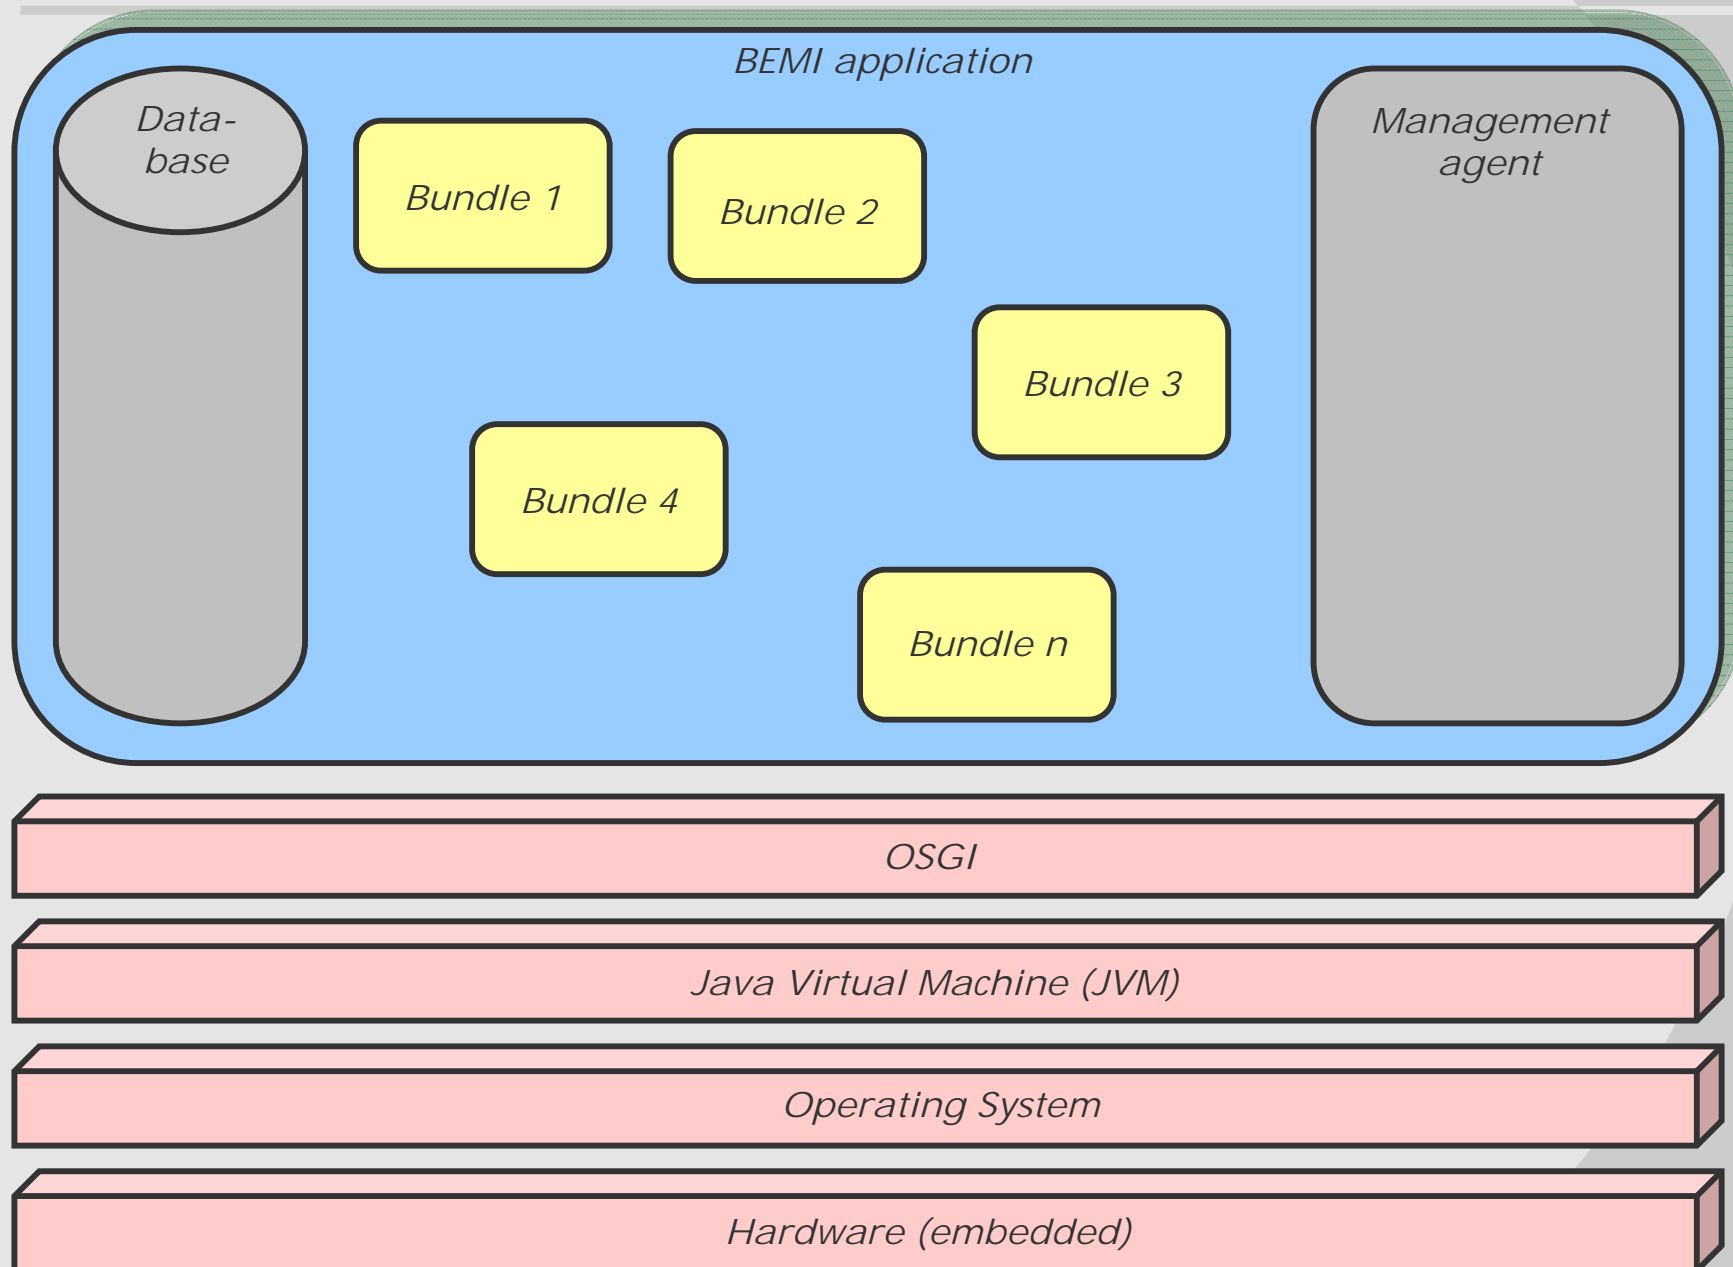 BEMI application
Data-
base
Bundle 1
Bundle 2
Management
agent
Bundle 3
Bundle 4
Bundle n
OSGI
Java Virtual Machine (JVM)
Operating System
Hardware (embedded)